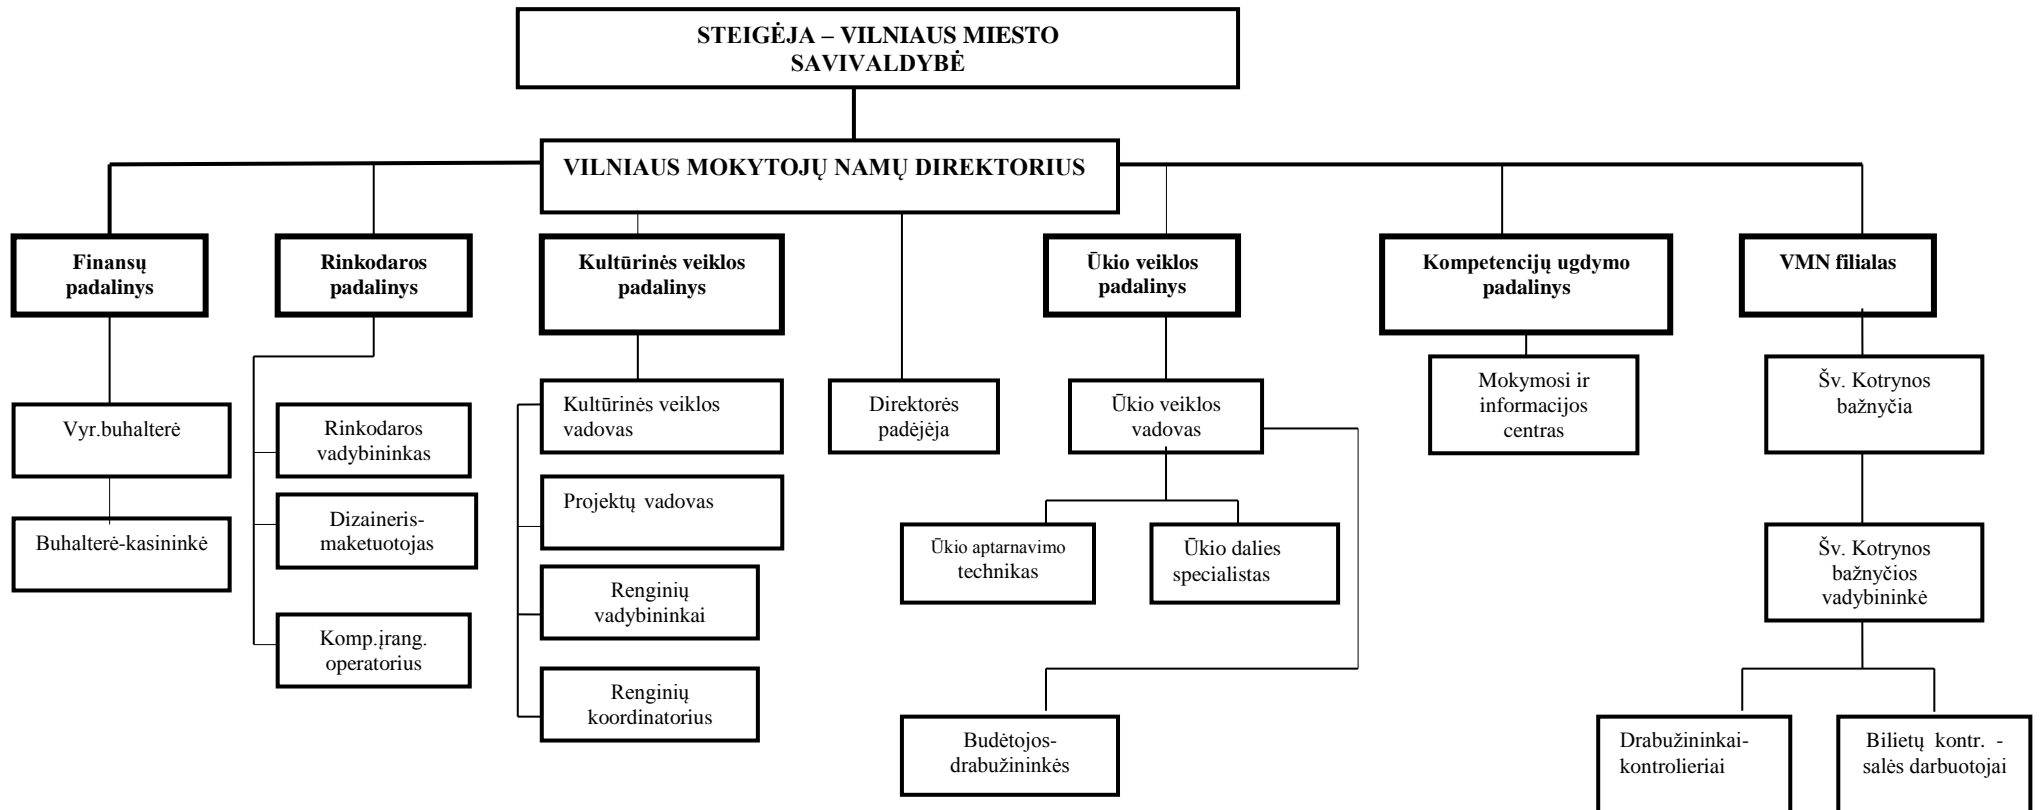 STEIGĖJA – VILNIAUS MIESTO
SAVIVALDYBĖ
VILNIAUS MOKYTOJŲ NAMŲ DIREKTORIUS
Finansų
padalinys
Rinkodaros
padalinys
Kultūrinės veiklos
padalinys
Ūkio veiklos
padalinys
Kompetencijų ugdymo
padalinys
VMN filialas
Vyr.buhalterė
Buhalterė-kasininkė
Rinkodaros
vadybininkas
Dizaineris-
maketuotojas
Komp.įrang.
operatorius
Kultūrinės veiklos
vadovas
Projektų vadovas
Renginių
vadybininkai
Renginių
koordinatorius
Direktorės
padėjėja
Ūkio veiklos
vadovas
Ūkio aptarnavimo
technikas
Ūkio dalies
specialistas
Budėtojos-
drabužininkės
Mokymosi ir
informacijos
centras
Šv. Kotrynos
bažnyčia
Šv. Kotrynos
bažnyčios
vadybininkė
Drabužininkai-
kontrolieriai
Bilietų kontr. -
salės darbuotojai